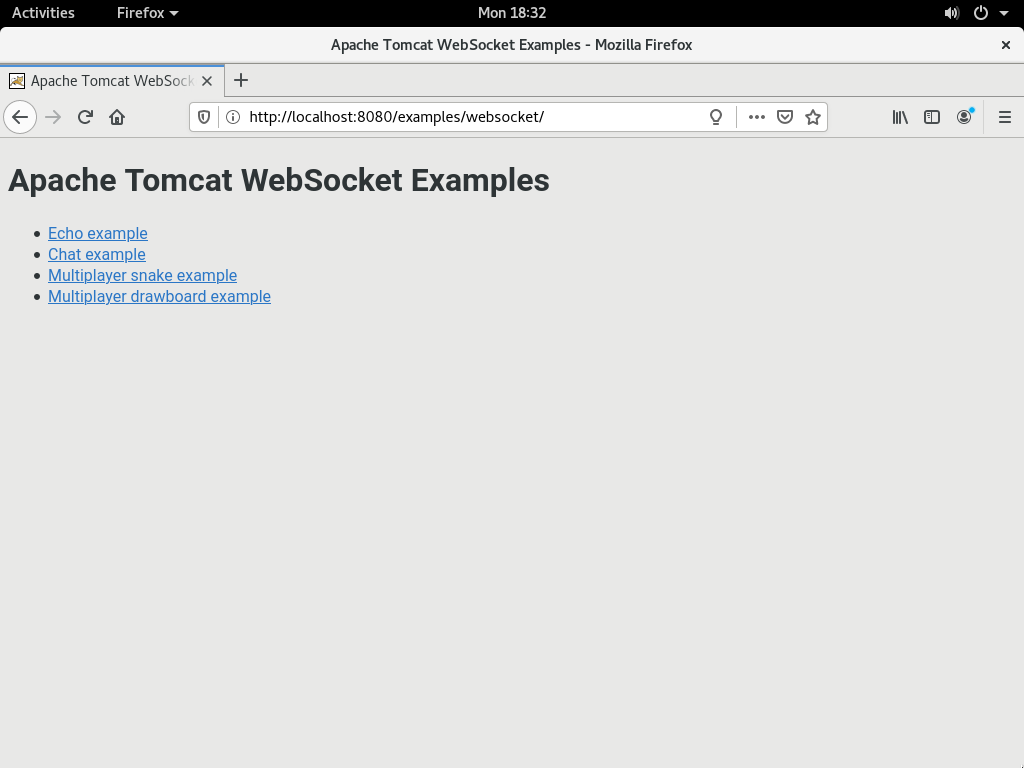 Activities Firefox Mon 18:32
Apache Tomcat WebSocket Examples - Mozilla Firefox
Apache Tomcat WebSock
http://localhost:8080/examples/websocket/
Apache Tomcat WebSocket Examples
Echo example
Chat example
Multiplayer snake example
Multiplayer drawboard example